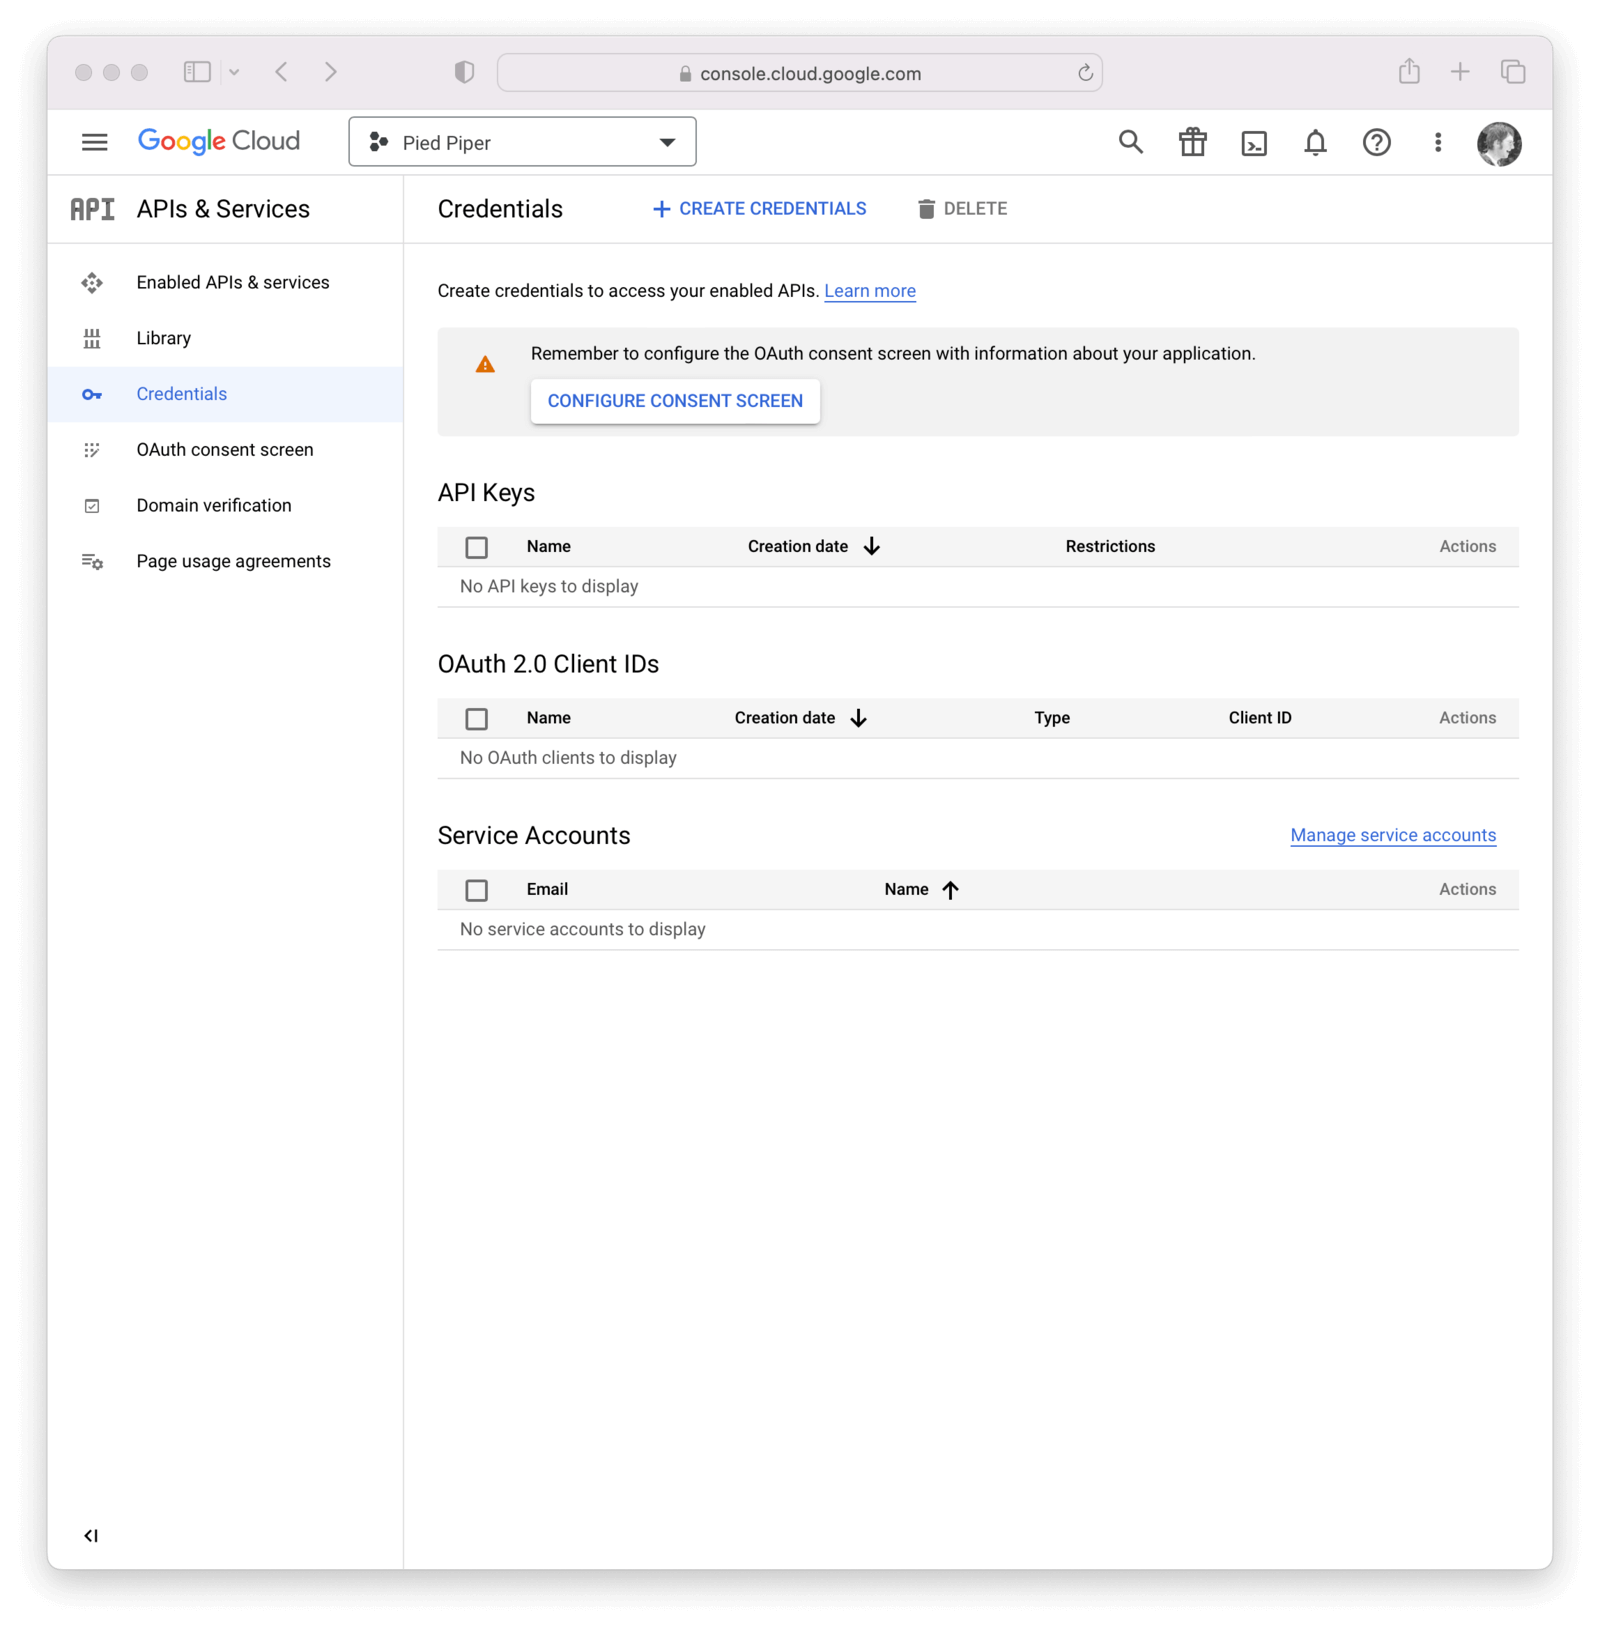 console.cloud.google.com
Google Cloud
Pied Piper
API APIs & Services
Credentials
CREATE CREDENTIALS
DELETE
Enabled APIs & services
Library
Credentials
OAuth consent screen
Domain verification
Page usage agreements
Create credentials to access your enabled APIs. Learn more
Remember to configure the OAuth consent screen with information about your application.
CONFIGURE CONSENT SCREEN
API Keys
Name Creation date Restrictions Actions
No API keys to display
OAuth 2.0 Client IDs
Name Creation date Type Client ID Actions
No OAuth clients to display
Service Accounts Manage service accounts
Email Name Actions
No service accounts to display